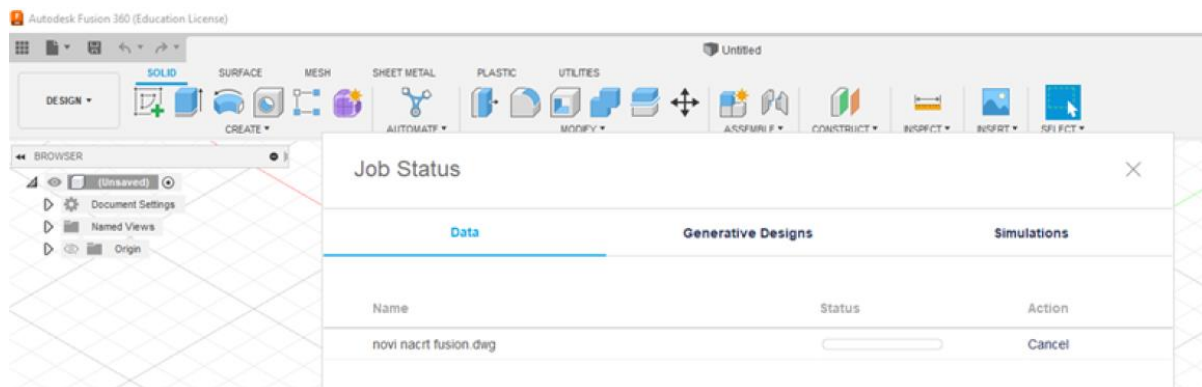 Autodesk Fusion 360 (Education License)
Untitled
SOLID SURFACE MESH SHEET METAL PLASTIC UTILITIES
DESIGN
CREATE AUTOMATE MODIFY ASSEMBLE CONSTRUCT INSPECT INSERT SELECT
BROWSER
(Unsaved)
Document Settings
Named Views
Origin
Job Status
Data Generative Designs Simulations
Name Status Action
novi nacrt fusion.dwg Cancel